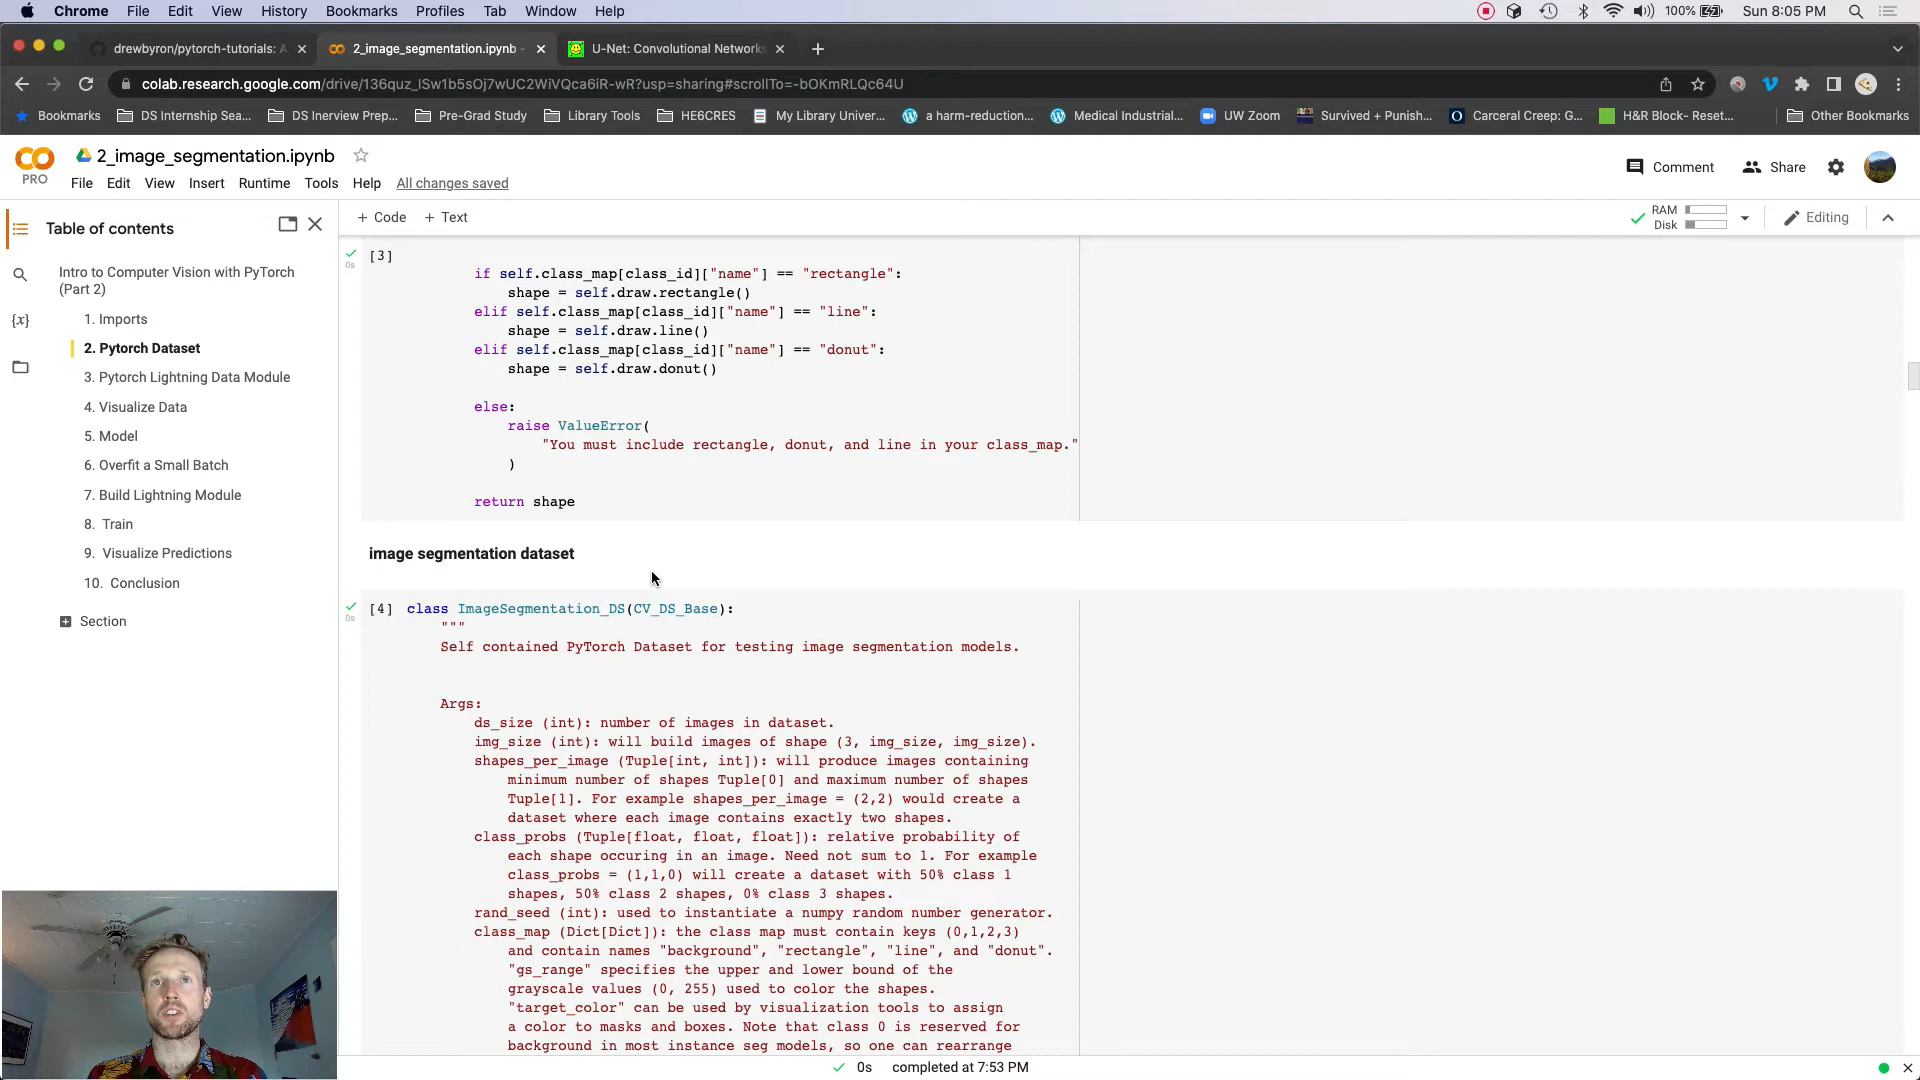 Chrome File Edit View History Bookmarks Profiles Tab Window Help
100% Sun 8:05 PM
drewbyron/pytorch-tutorials: A
2_image_segmentation.ipynb -
U-Net: Convolutional Networks
colab.research.google.com/drive/136quz_lSw1b5sOj7wUC2WiVQca6iR-wR?usp=sharing#scrollTo=-bOKmRLQc64U
Bookmarks DS Internship Sea... DS Inerview Prep... Pre-Grad Study Library Tools HE6CRES My Library Univer... a harm-reduction... Medical Industrial... UW Zoom Survived + Punish... Carceral Creep: G... H&R Block- Reset... Other Bookmarks
CO
PRO
2_image_segmentation.ipynb
File Edit View Insert Runtime Tools Help All changes saved
Comment Share
Table of contents
Intro to Computer Vision with PyTorch
(Part 2)
1. Imports
2. Pytorch Dataset
3. Pytorch Lightning Data Module
4. Visualize Data
5. Model
6. Overfit a Small Batch
7. Build Lightning Module
8. Train
9. Visualize Predictions
10. Conclusion
Section
{x}
+ Code + Text
RAM
Disk
Editing
[3]
0s
if self.class_map[class_id]["name"] == "rectangle":
shape = self.draw.rectangle()
elif self.class_map[class_id]["name"] == "line":
shape = self.draw.line()
elif self.class_map[class_id]["name"] == "donut":
shape = self.draw.donut()
else:
raise ValueError(
"You must include rectangle, donut, and line in your class_map."
)
return shape
image segmentation dataset
[4] class ImageSegmentation_DS(CV_DS_Base):
0s
"""
Self contained PyTorch Dataset for testing image segmentation models.
Args:
ds_size (int): number of images in dataset.
img_size (int): will build images of shape (3, img_size, img_size).
shapes_per_image (Tuple[int, int]): will produce images containing
minimum number of shapes Tuple[0] and maximum number of shapes
Tuple[1]. For example shapes_per_image = (2,2) would create a
dataset where each image contains exactly two shapes.
class_probs (Tuple[float, float, float]): relative probability of
each shape occuring in an image. Need not sum to 1. For example
class_probs = (1,1,0) will create a dataset with 50% class 1
shapes, 50% class 2 shapes, 0% class 3 shapes.
rand_seed (int): used to instantiate a numpy random number generator.
class_map (Dict[Dict]): the class map must contain keys (0,1,2,3)
and contain names "background", "rectangle", "line", and "donut".
"gs_range" specifies the upper and lower bound of the
grayscale values (0, 255) used to color the shapes.
"target_color" can be used by visualization tools to assign
a color to masks and boxes. Note that class 0 is reserved for
background in most instance seg models, so one can rearrange
0s completed at 7:53 PM